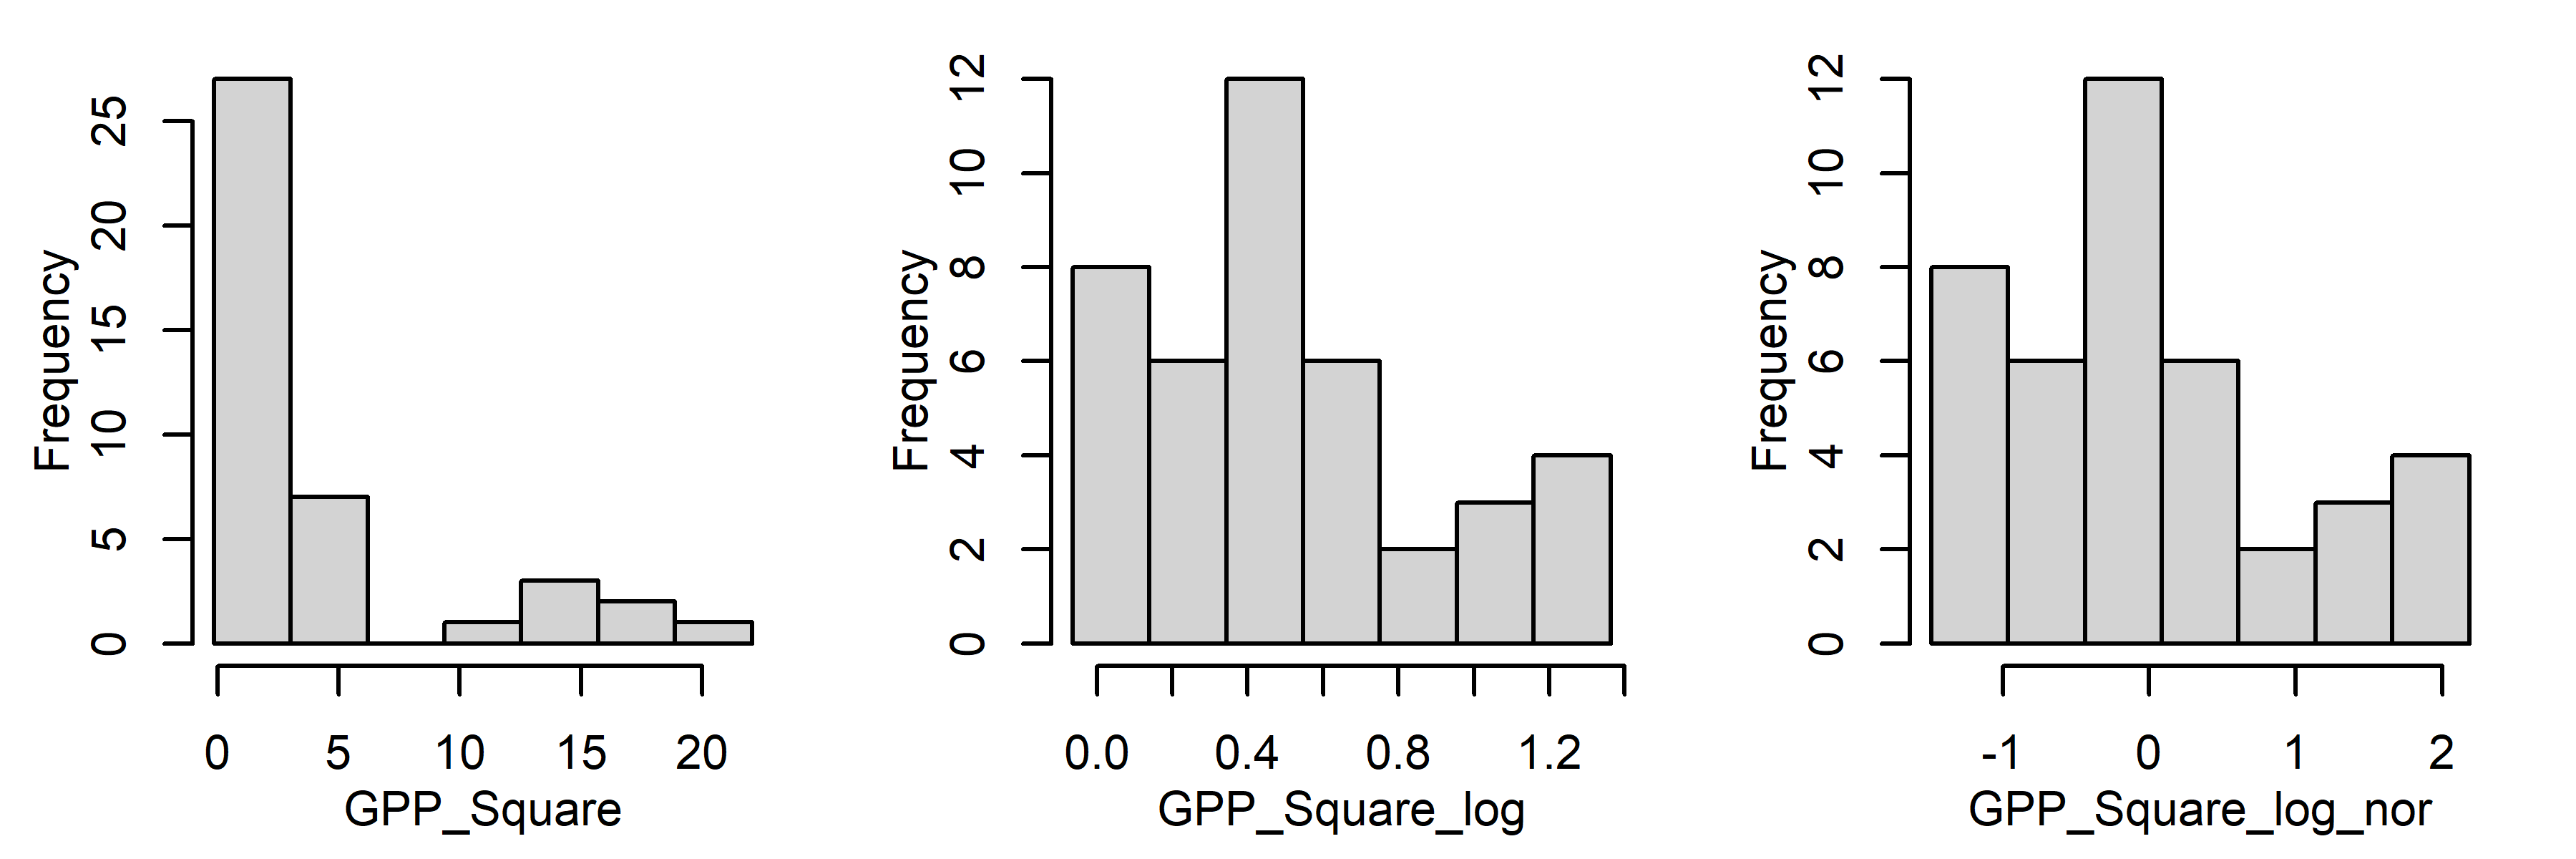 Frequency
0 5 10 15 20 25
0 5 10 15 20
GPP_Square
Frequency
0 2 4 6 8 10 12
0.0 0.4 0.8 1.2
GPP_Square_log
Frequency
0 2 4 6 8 10 12
-1 0 1 2
GPP_Square_log_nor